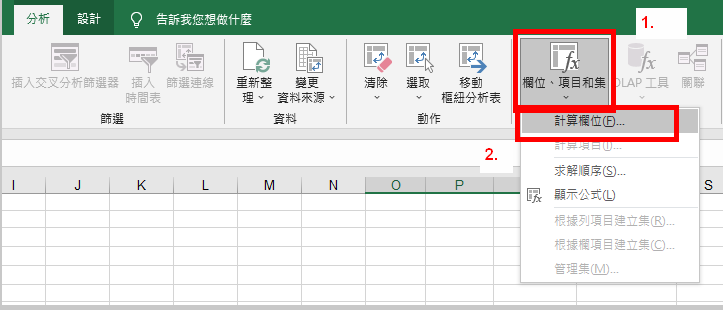 分析 設計 告訴我您想做什麼
1.
插入交叉分析篩選器 插入時間表 篩選連線
篩選
重新整理 變更資料來源
資料
清除 選取 移動樞紐分析表
動作
欄位、項目和集 OLAP 工具 關聯
2.
計算欄位(F)...
計算項目(I)...
求解順序(S)...
顯示公式(L)
根據列項目建立集(R)...
根據欄項目建立集(C)...
管理集(M)...
I J K L M N O P S